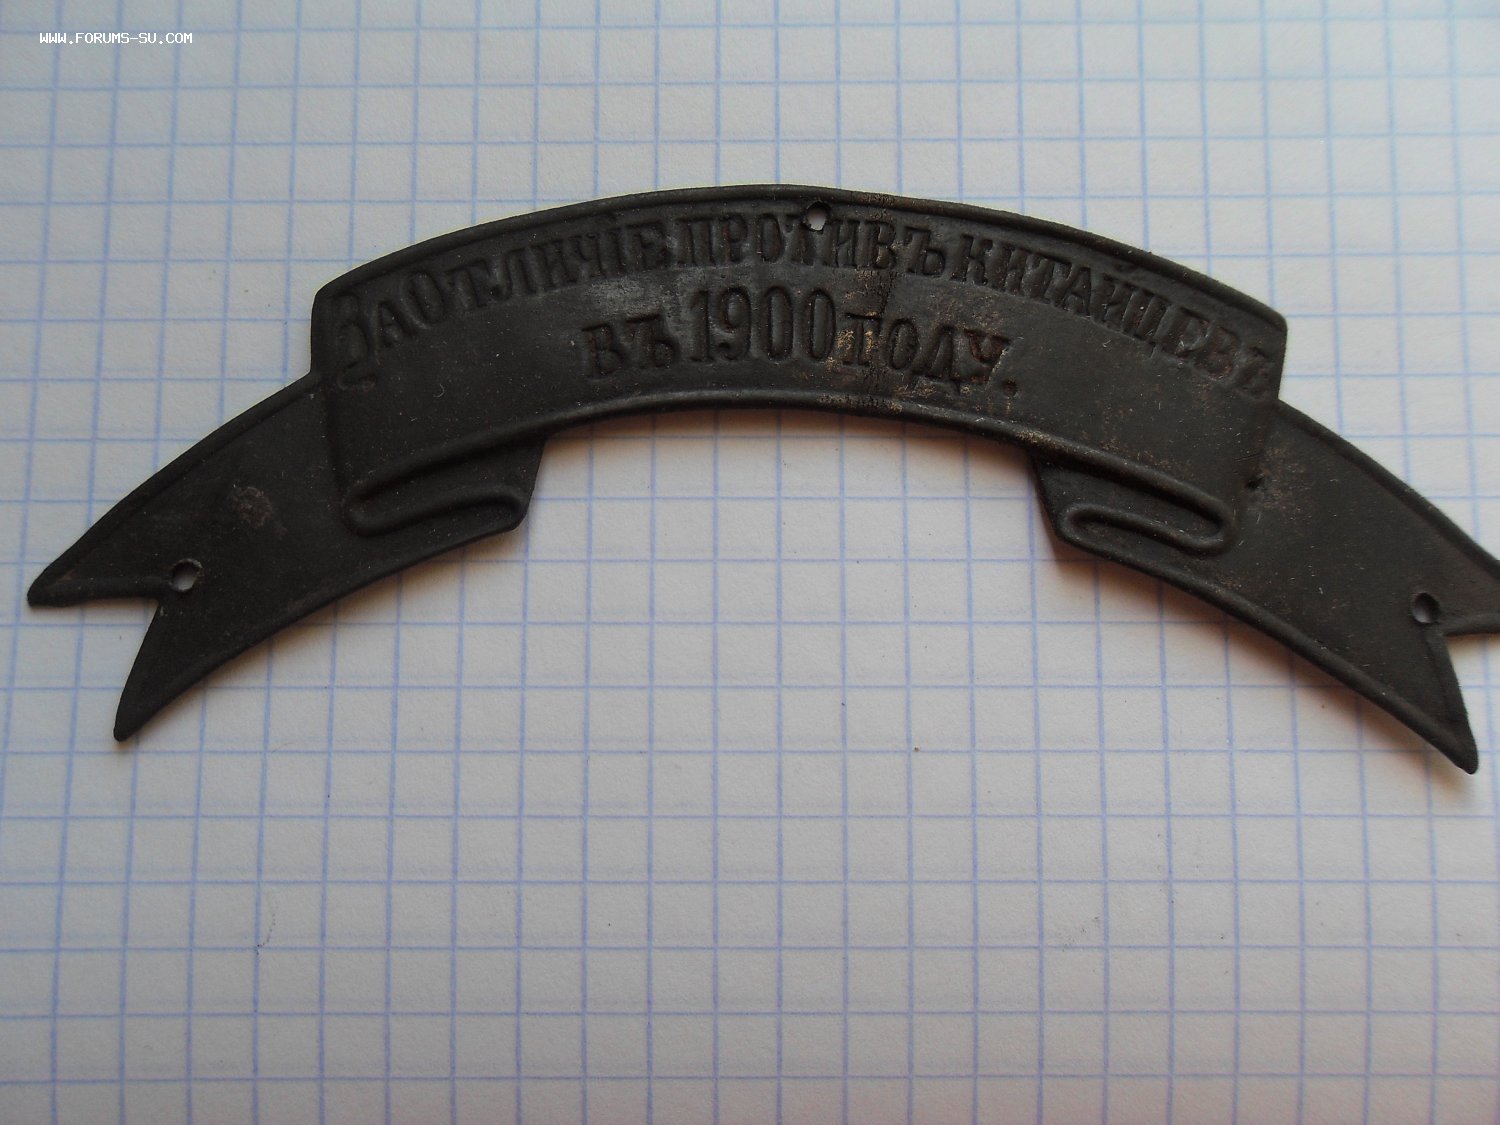 WWW.FORUMS-SU.COM
ЗА ОТЛИЧІЕ ПРОТИВЪ КИТАЙЦЕВЪ
ВЪ 1900 ГОДУ.